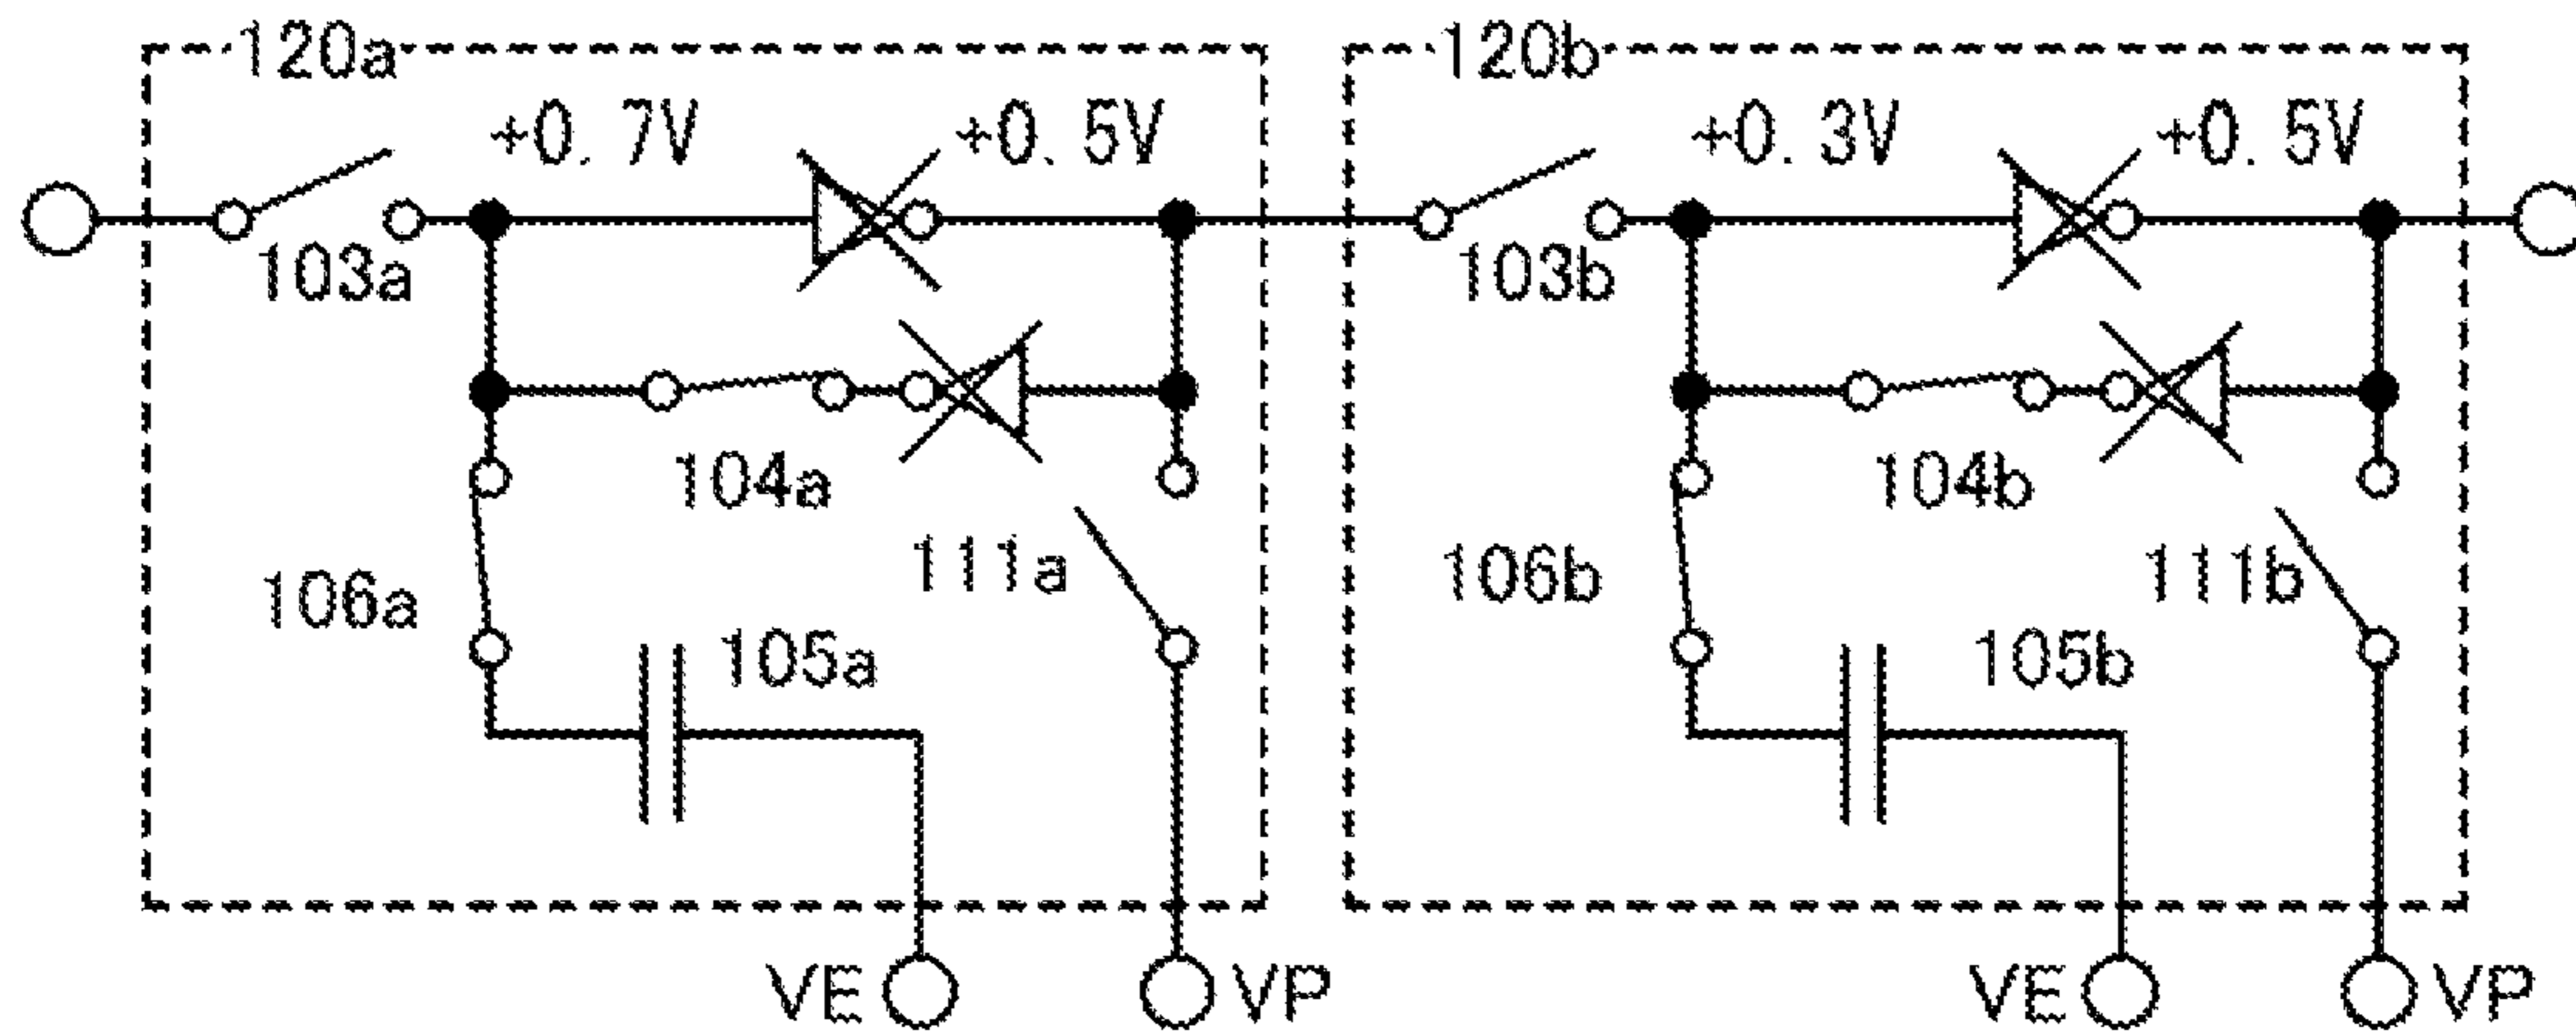 120a 120b
+0.7V +0.5V +0.3V +0.5V
103a 103b
104a 104b
111a 111b
106a 106b
105a 105b
VE VP VE VP